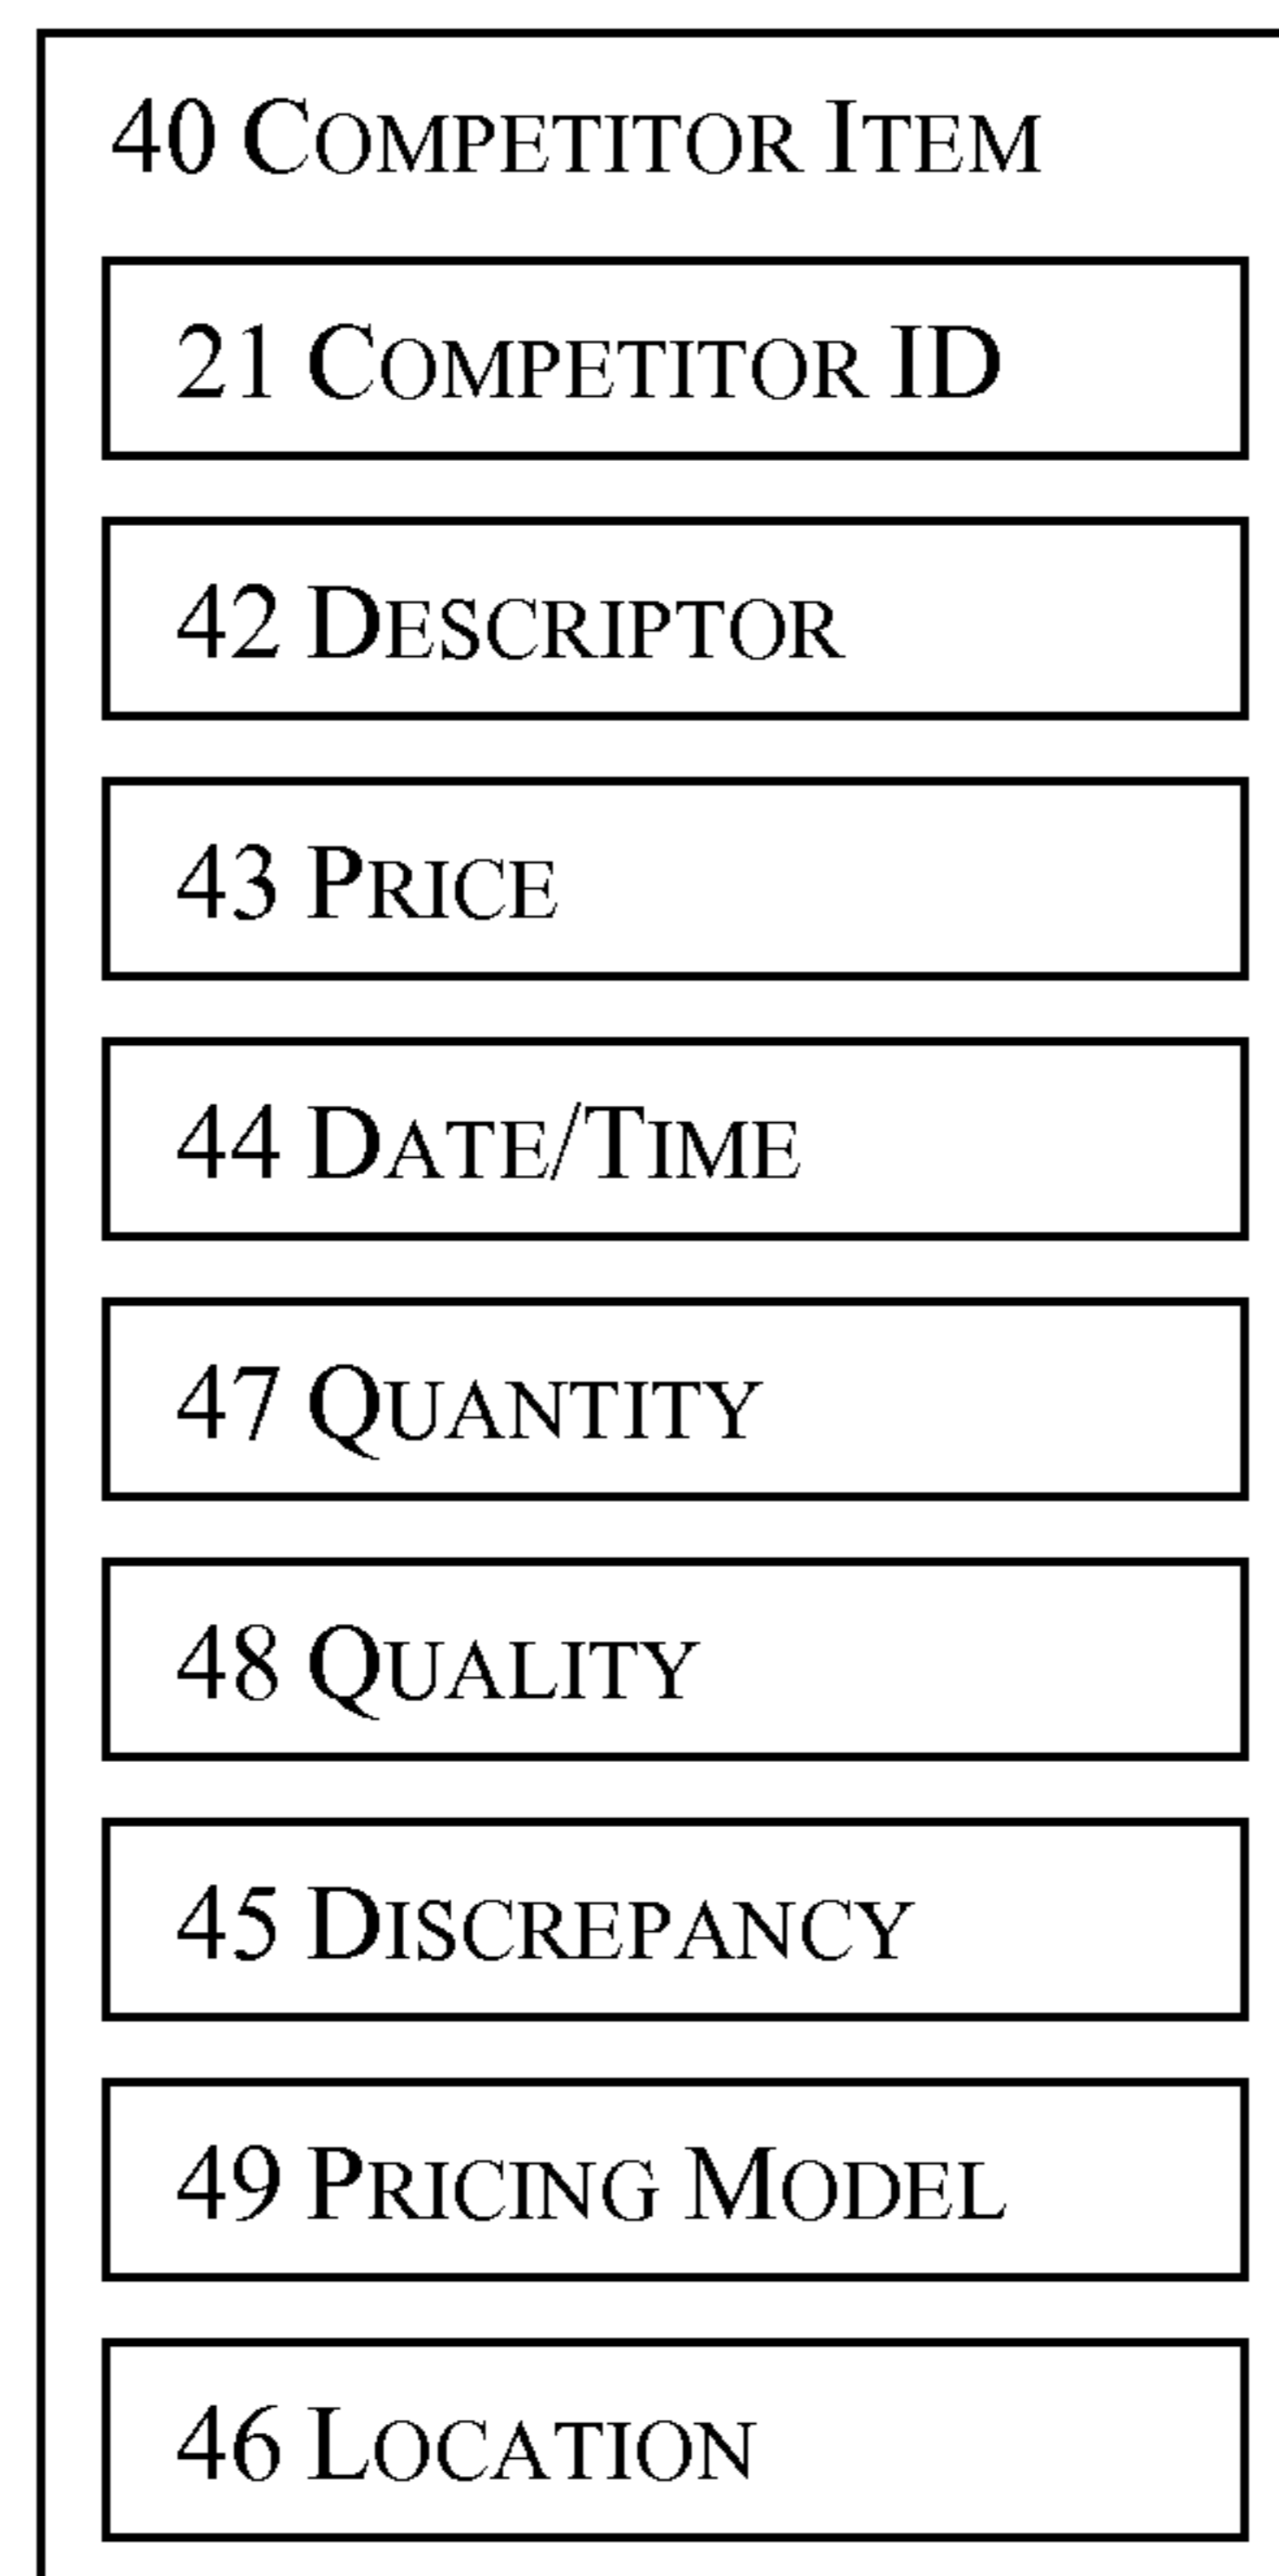 40 Competitor Item
21 Competitor ID
42 Descriptor
43 Price
44 Date/Time
47 Quantity
48 Quality
45 Discrepancy
49 Pricing Model
46 Location